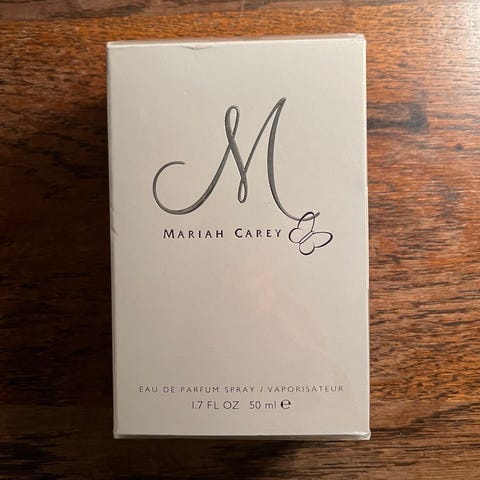 M
MARIAH CAREY
EAU DE PARFUM SPRAY / VAPORISATEUR
1.7 FL OZ 50 ml ℮